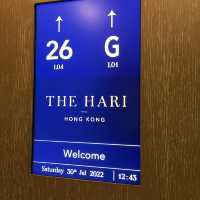 ↑ ↑
26 G
L04 L01
THE HARI
HONG KONG
Welcome
Saturday 30th Jul 2022 12:43